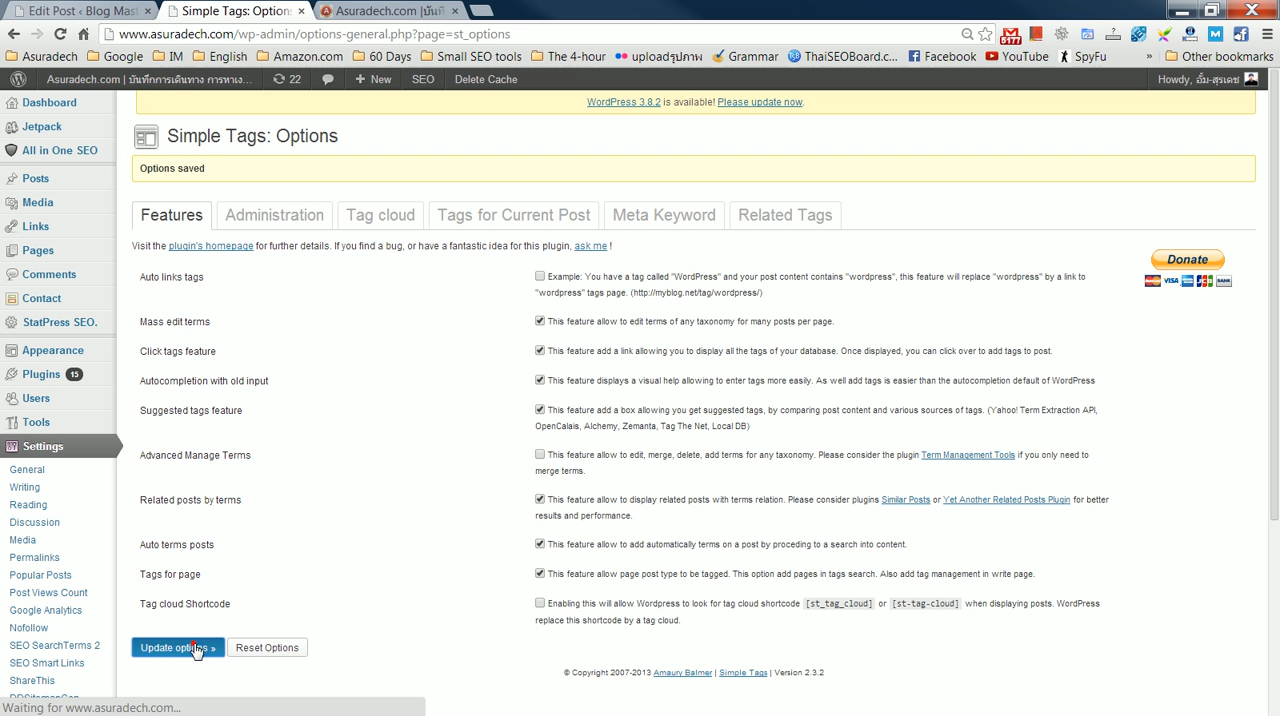 Edit Post ‹ Blog Mast
Simple Tags: Options
Asuradech.com |บันทึ
www.asuradech.com/wp-admin/options-general.php?page=st_options
Asuradech Google IM English Amazon.com 60 Days Small SEO tools The 4-hour uploadรูปภาพ Grammar ThaiSEOBoard.c... Facebook YouTube SpyFu » Other bookmarks
Asuradech.com | บันทึกการเดินทาง การหาเง... 22 New SEO Delete Cache Howdy, อั้ม-สุรเดช
Dashboard
Jetpack
All in One SEO
Posts
Media
Links
Pages
Comments
Contact
StatPress SEO.
Appearance
Plugins 15
Users
Tools
Settings
General
Writing
Reading
Discussion
Media
Permalinks
Popular Posts
Post Views Count
Google Analytics
Nofollow
SEO SearchTerms 2
SEO Smart Links
ShareThis
WordPress 3.8.2 is available! Please update now.
Simple Tags: Options
Options saved
Features Administration Tag cloud Tags for Current Post Meta Keyword Related Tags
Visit the plugin's homepage for further details. If you find a bug, or have a fantastic idea for this plugin, ask me !
Donate
VISA BANK
Auto links tags Example: You have a tag called "WordPress" and your post content contains "wordpress", this feature will replace "wordpress" by a link to
"wordpress" tags page. (http://myblog.net/tag/wordpress/)
Mass edit terms This feature allow to edit terms of any taxonomy for many posts per page.
Click tags feature This feature add a link allowing you to display all the tags of your database. Once displayed, you can click over to add tags to post.
Autocompletion with old input This feature displays a visual help allowing to enter tags more easily. As well add tags is easier than the autocompletion default of WordPress
Suggested tags feature This feature add a box allowing you get suggested tags, by comparing post content and various sources of tags. (Yahoo! Term Extraction API,
OpenCalais, Alchemy, Zemanta, Tag The Net, Local DB)
Advanced Manage Terms This feature allow to edit, merge, delete, add terms for any taxonomy. Please consider the plugin Term Management Tools if you only need to
merge terms.
Related posts by terms This feature allow to display related posts with terms relation. Please consider plugins Similar Posts or Yet Another Related Posts Plugin for better
results and performance.
Auto terms posts This feature allow to add automatically terms on a post by proceding to a search into content.
Tags for page This feature allow page post type to be tagged. This option add pages in tags search. Also add tag management in write page.
Tag cloud Shortcode Enabling this will allow Wordpress to look for tag cloud shortcode [st_tag_cloud] or [st-tag-cloud] when displaying posts. WordPress
replace this shortcode by a tag cloud.
Update options » Reset Options
© Copyright 2007-2013 Amaury Balmer | Simple Tags | Version 2.3.2
Waiting for www.asuradech.com...